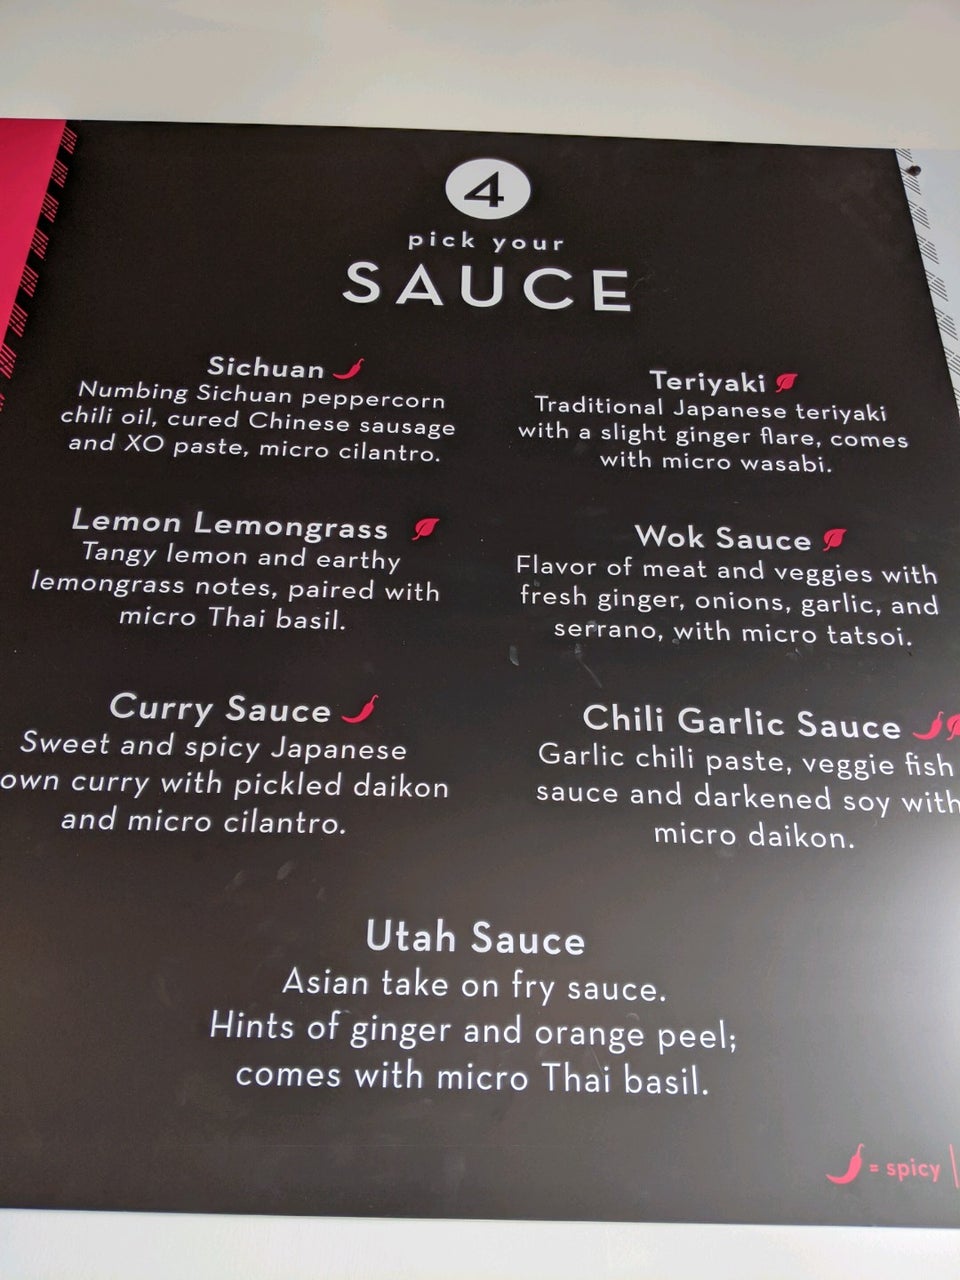 4
pick your
SAUCE
Sichuan
Numbing Sichuan peppercorn
chili oil, cured Chinese sausage
and XO paste, micro cilantro.
Teriyaki
Traditional Japanese teriyaki
with a slight ginger flare, comes
with micro wasabi.
Lemon Lemongrass
Tangy lemon and earthy
lemongrass notes, paired with
micro Thai basil.
Wok Sauce
Flavor of meat and veggies with
fresh ginger, onions, garlic, and
serrano, with micro tatsoi.
Curry Sauce
Sweet and spicy Japanese
own curry with pickled daikon
and micro cilantro.
Chili Garlic Sauce
Garlic chili paste, veggie fish
sauce and darkened soy with
micro daikon.
Utah Sauce
Asian take on fry sauce.
Hints of ginger and orange peel;
comes with micro Thai basil.
= spicy |